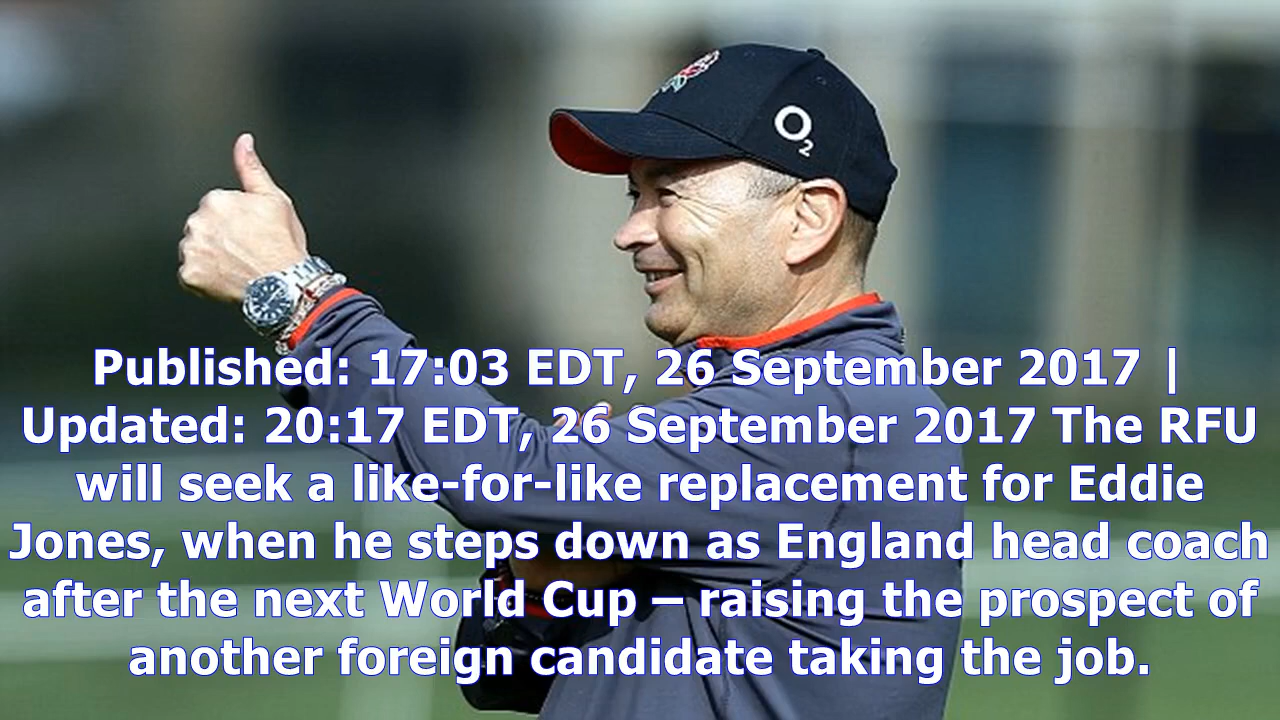 O2
Published: 17:03 EDT, 26 September 2017 |
Updated: 20:17 EDT, 26 September 2017 The RFU
will seek a like-for-like replacement for Eddie
Jones, when he steps down as England head coach
after the next World Cup – raising the prospect of
another foreign candidate taking the job.